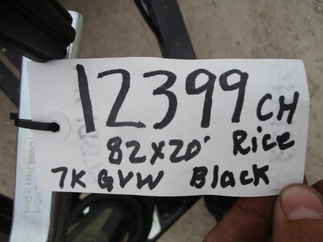 12399 CH
82x20' Rice
7K GVW Black